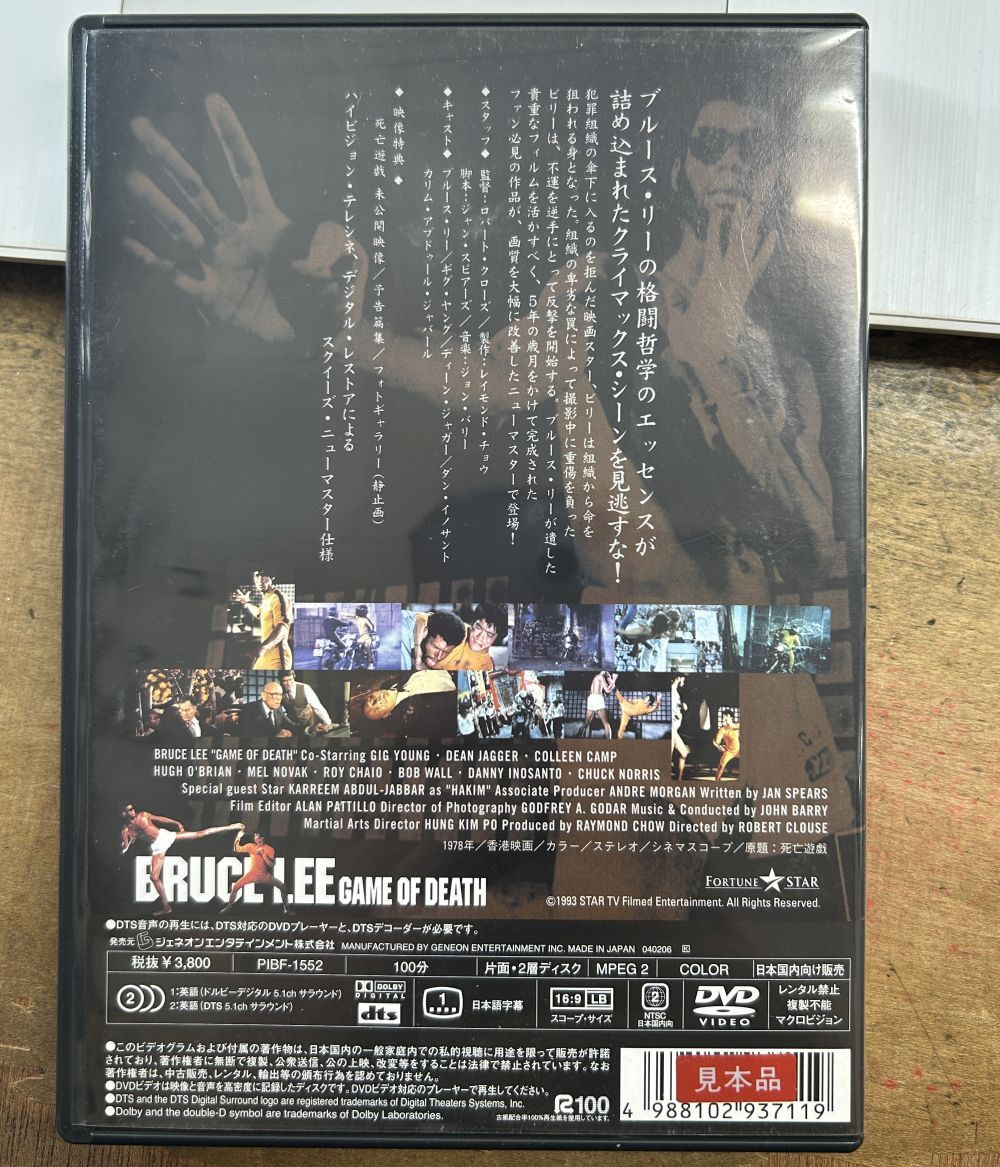 ブルース・リーの格闘哲学のエッセンスが
詰め込まれたクライマックス・シーンを見逃すな!
犯罪組織の傘下に入るのを拒んだ映画スター、ビリーは組織から命を
狙われる身となった。組織の卑劣な罠によって撮影中に重傷を負った
ビリーは、不運を逆手にとって反撃を開始する。ブルース・リーが遺した
貴重なフィルムを活かすべく、5年の歳月をかけて完成された
ファン必見の作品が、画質を大幅に改善したニューマスターで登場!
◆スタッフ◆ 監督:ロバート・クローズ/製作:レイモンド・チョウ
脚本:ジャン・スピアーズ/音楽:ジョン・バリー
◆キャスト◆ ブルース・リー/ギグ・ヤング/ディーン・ジャガー/ダン・イノサント
カリム・アブドゥール・ジャバール
◆映像特典◆
死亡遊戯 未公開映像/予告篇集/フォトギャラリー(静止画)
ハイビジョン・テレシネ、デジタル・レストアによる
スクイーズ・ニューマスター仕様
BRUCE LEE "GAME OF DEATH" Co-Starring GIG YOUNG · DEAN JAGGER · COLLEEN CAMP
HUGH O'BRIAN · MEL NOVAK · ROY CHAIO · BOB WALL · DANNY INOSANTO · CHUCK NORRIS
Special guest Star KARREEM ABDUL-JABBAR as "HAKIM" Associate Producer ANDRE MORGAN Written by JAN SPEARS
Film Editor ALAN PATTILLO Director of Photography GODFREY A. GODAR Music & Conducted by JOHN BARRY
Martial Arts Director HUNG KIM PO Produced by RAYMOND CHOW Directed by ROBERT CLOUSE
1978年/香港映画/カラー/ステレオ/シネマスコープ/原題:死亡遊戯
BRUCE LEE GAME OF DEATH
FORTUNE STAR
©1993 STAR TV Filmed Entertainment. All Rights Reserved.
●DTS音声の再生には、DTS対応のDVDプレーヤーと、DTSデコーダーが必要です。
発売元 ジェネオンエンタテインメント株式会社 MANUFACTURED BY GENEON ENTERTAINMENT INC. MADE IN JAPAN 040206 K
税抜¥3,800 PIBF-1552 100分 片面・2層ディスク MPEG 2 COLOR 日本国内向け販売
2 1:英語(ドルビーデジタル 5.1ch サラウンド)
2:英語(DTS 5.1ch サラウンド)
DOLBY DIGITAL
dts
1 日本語字幕
16:9 LB
スコープ・サイズ
2
NTSC
日本国内向
DVD VIDEO
レンタル禁止
複製不能
マクロビジョン
●このビデオグラムおよび付属の著作物は、日本国内の一般家庭内での私的視聴に用途を限って販売が許諾
されており、著作権者に無断で複製、公衆送信、公の上映、改変等をすることは法律で禁止されています。なお
著作権者は、中古販売、レンタル、輸出等の頒布行為を認めておりません。
●DVDビデオは映像と音声を高密度に記録したディスクです。DVDビデオ対応のプレーヤーで再生してください。
●DTS and the DTS Digital Surround logo are registered trademarks of Digital Theaters Systems, Inc.
●Dolby and the double-D symbol are trademarks of Dolby Laboratories.
R100
古紙配合率100%再生紙を使用しています。
見本品
4 988102 937119